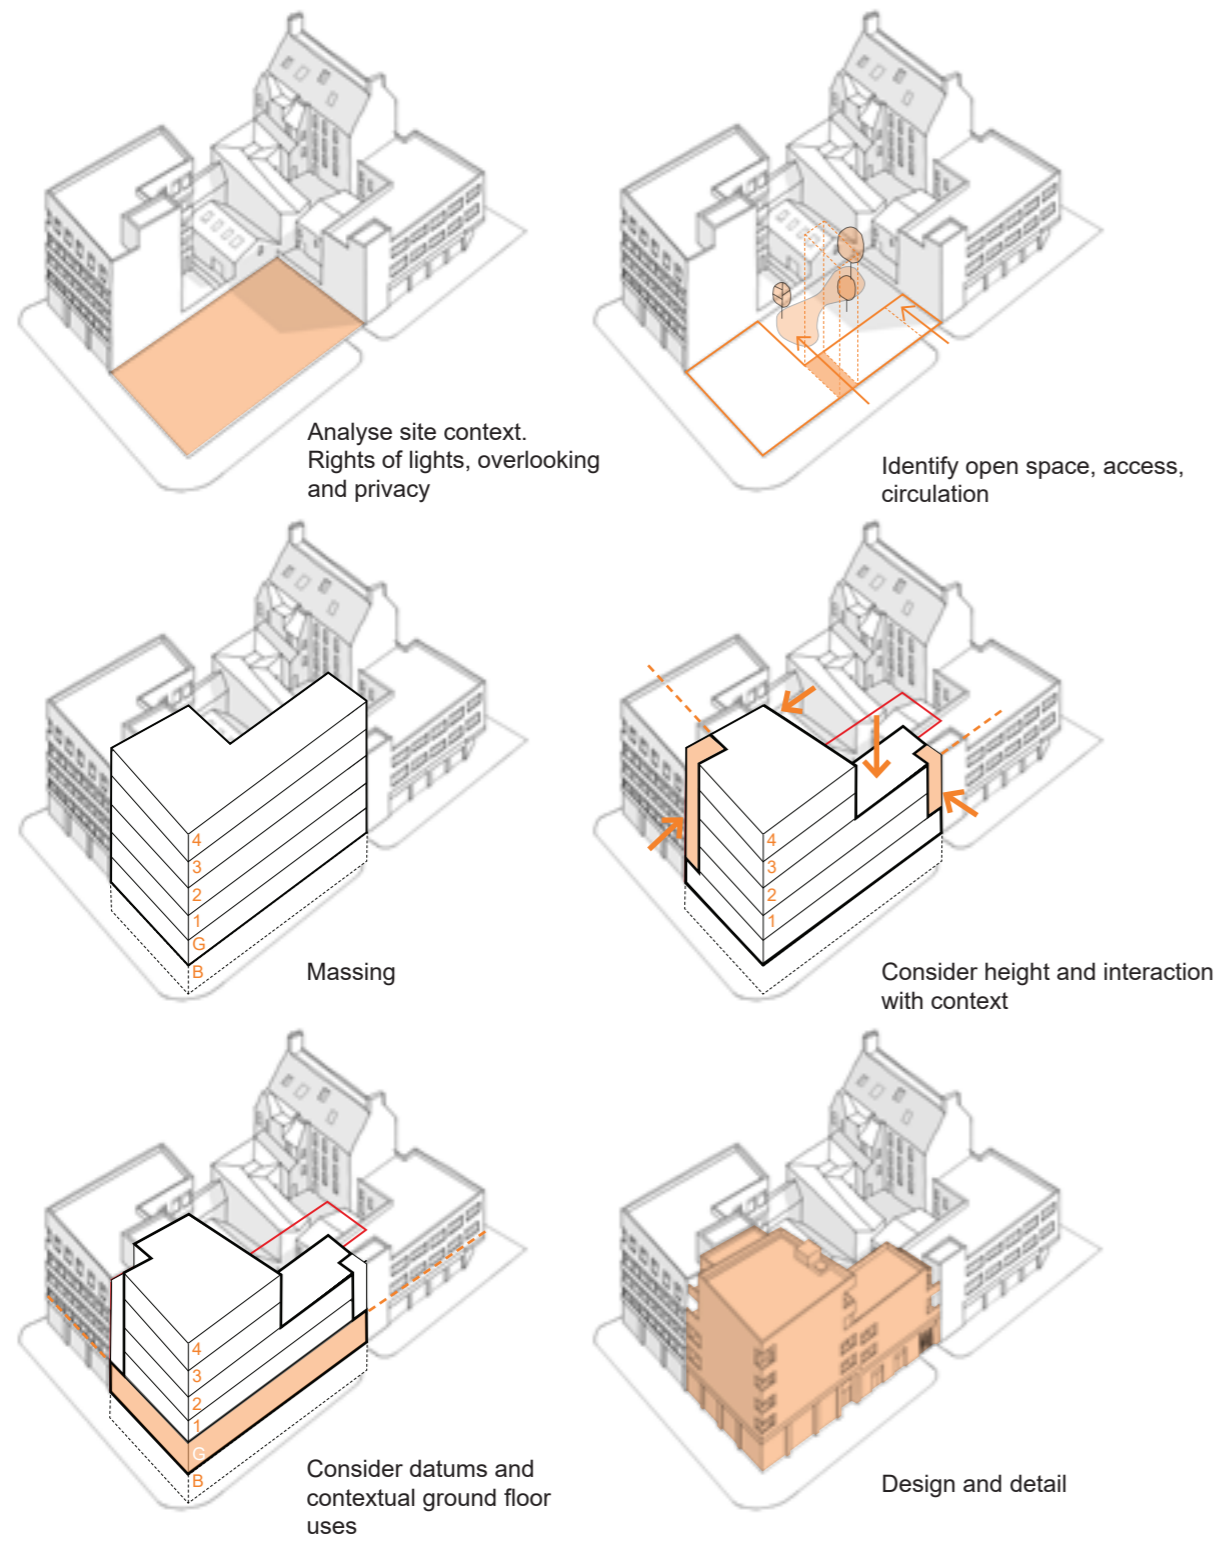 Analyse site context.
Rights of lights, overlooking
and privacy
Identify open space, access,
circulation
4
3
2
1
G
B
Massing
4
3
2
1
Consider height and interaction
with context
4
3
2
1
G
B
Consider datums and
contextual ground floor
uses
Design and detail